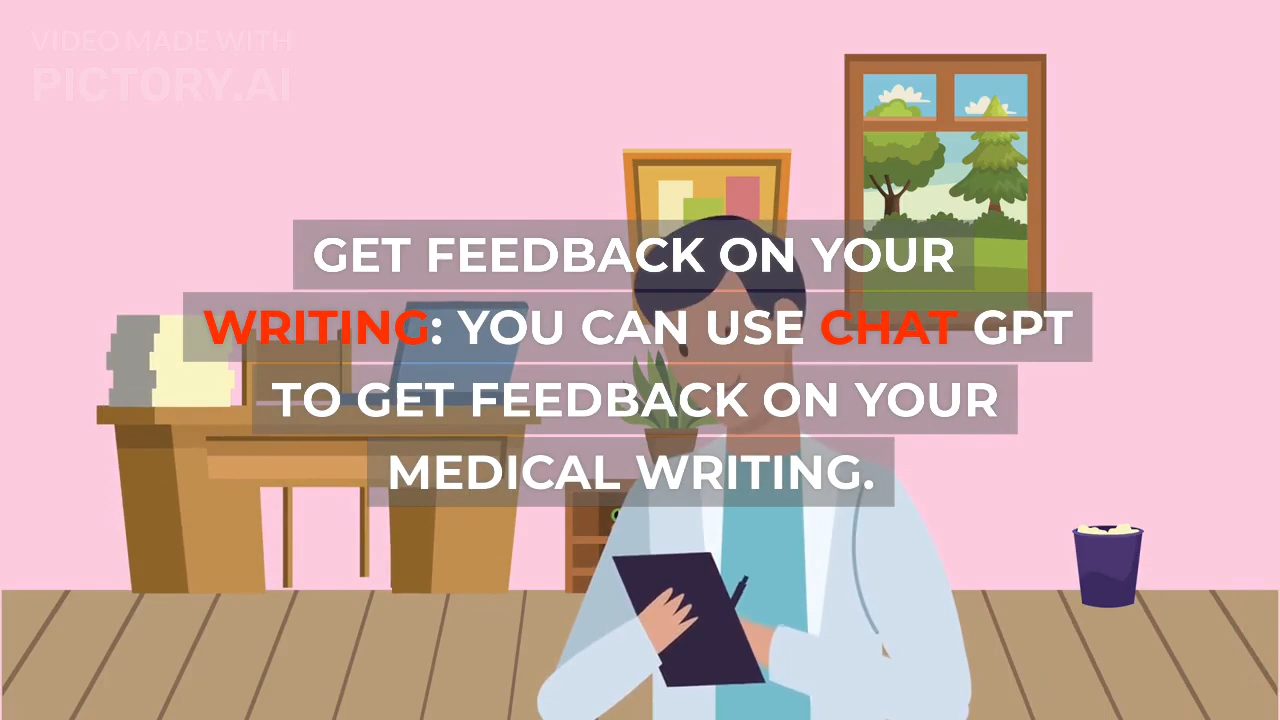 VIDEO MADE WITH
PICTORY.AI
GET FEEDBACK ON YOUR
WRITING: YOU CAN USE CHAT GPT
TO GET FEEDBACK ON YOUR
MEDICAL WRITING.